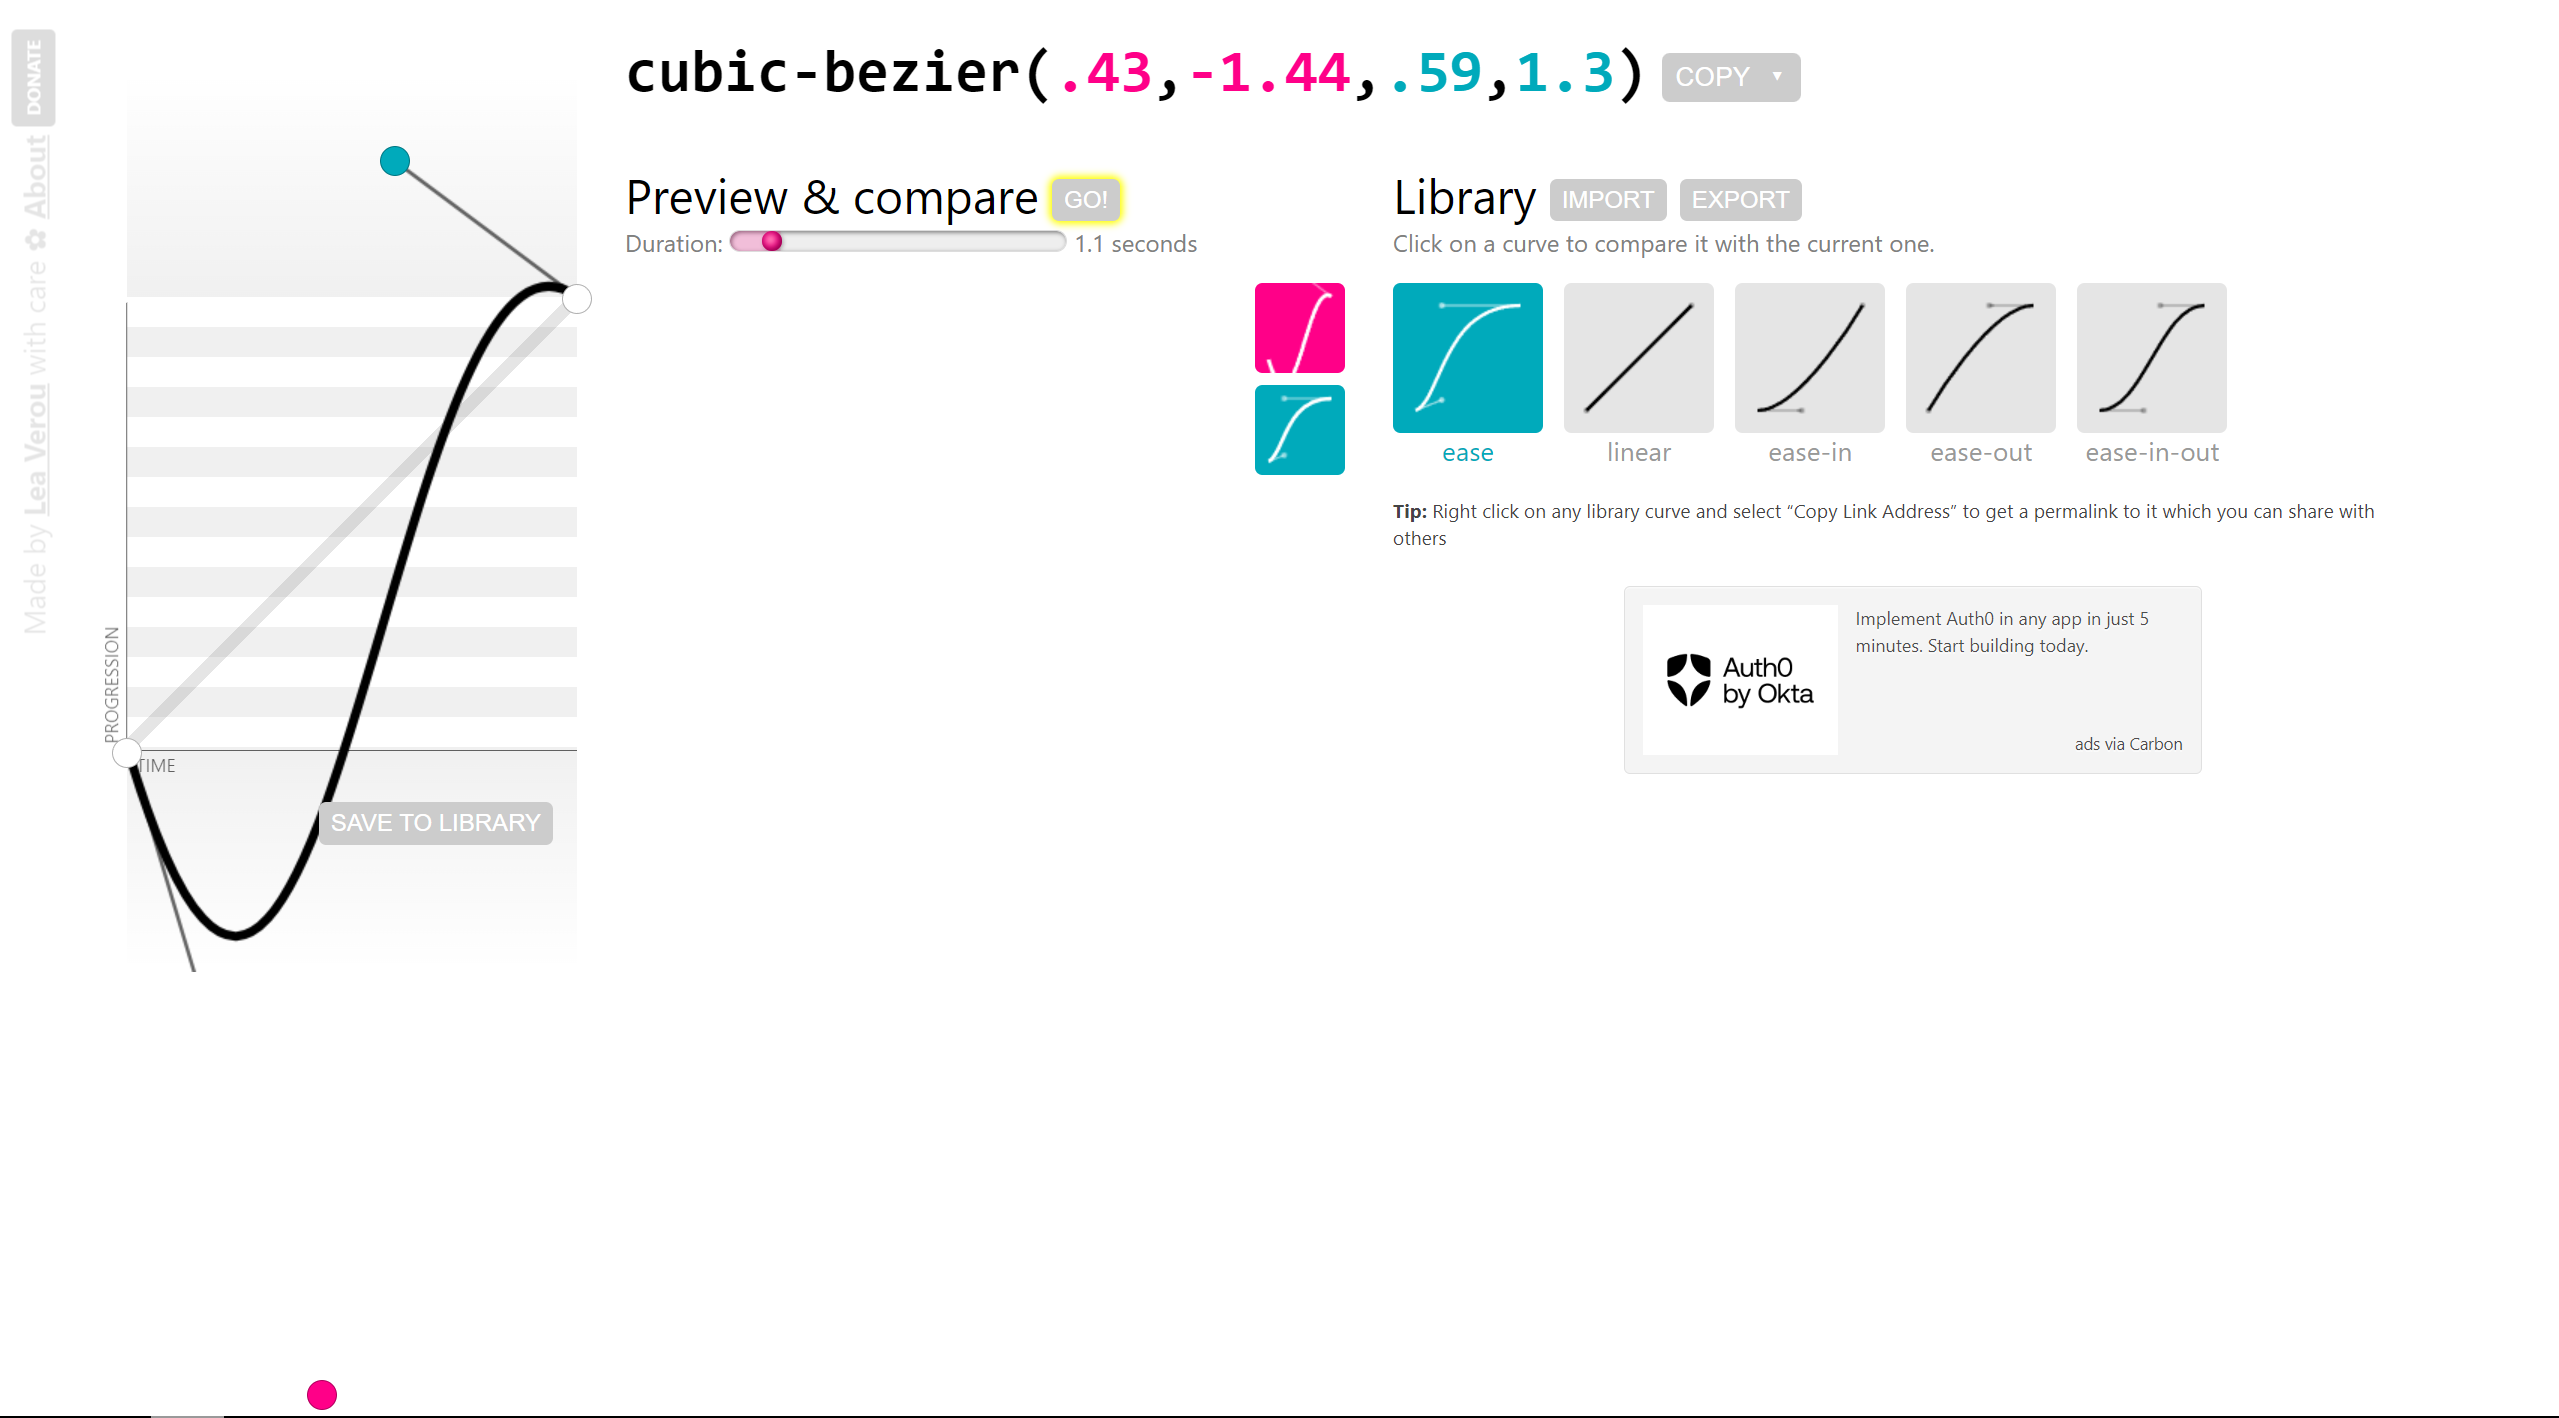 cubic-bezier(.43,-1.44,.59,1.3)
COPY ▼
DONATE
Made by Lea Verou with care ✿ About
Preview & compare
GO!
Duration:
1.1 seconds
Library
IMPORT
EXPORT
Click on a curve to compare it with the current one.
ease
linear
ease-in
ease-out
ease-in-out
Tip: Right click on any library curve and select “Copy Link Address” to get a permalink to it which you can share with
others
Auth0
by Okta
Implement Auth0 in any app in just 5
minutes. Start building today.
ads via Carbon
PROGRESSION
TIME
SAVE TO LIBRARY